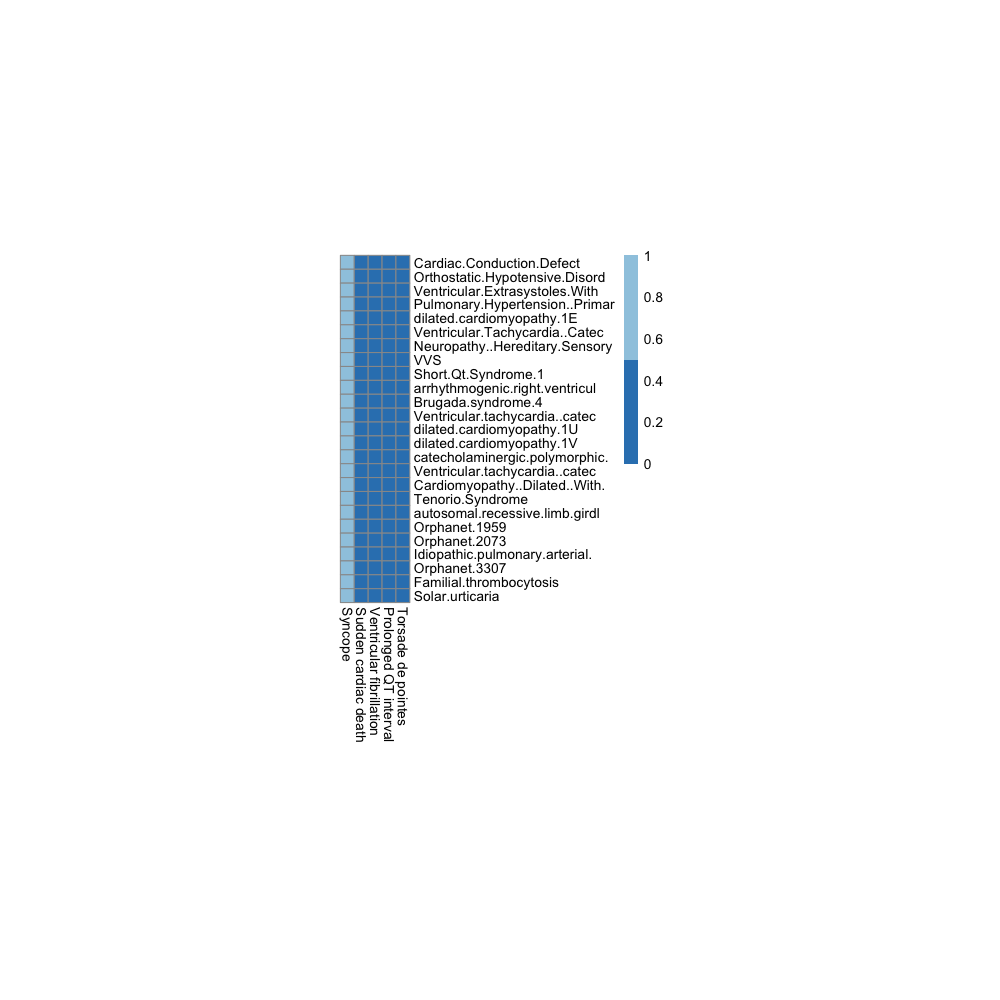 Cardiac.Conduction.Defect
Orthostatic.Hypotensive.Disord
Ventricular.Extrasystoles.With
Pulmonary.Hypertension..Primar
dilated.cardiomyopathy.1E
Ventricular.Tachycardia..Catec
Neuropathy..Hereditary.Sensory
VVS
Short.Qt.Syndrome.1
arrhythmogenic.right.ventricul
Brugada.syndrome.4
Ventricular.tachycardia..catec
dilated.cardiomyopathy.1U
dilated.cardiomyopathy.1V
catecholaminergic.polymorphic.
Ventricular.tachycardia..catec
Cardiomyopathy..Dilated..With.
Tenorio.Syndrome
autosomal.recessive.limb.girdl
Orphanet.1959
Orphanet.2073
Idiopathic.pulmonary.arterial.
Orphanet.3307
Familial.thrombocytosis
Solar.urticaria
1
0.8
0.6
0.4
0.2
0
Syncope
Sudden cardiac death
Ventricular fibrillation
Prolonged QT interval
Torsade de pointes